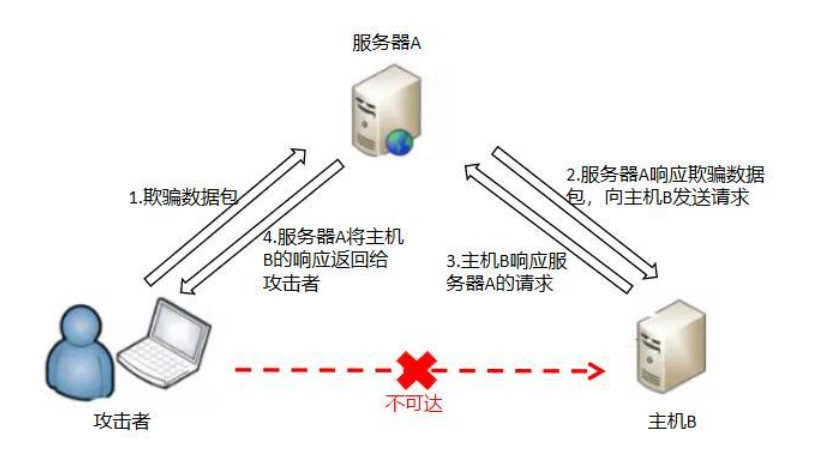 服务器A
1.欺骗数据包
2.服务器A响应欺骗数据
包，向主机B发送请求
4.服务器A将主机
B的响应返回给
攻击者
3.主机B响应服
务器A的请求
不可达
攻击者
主机B